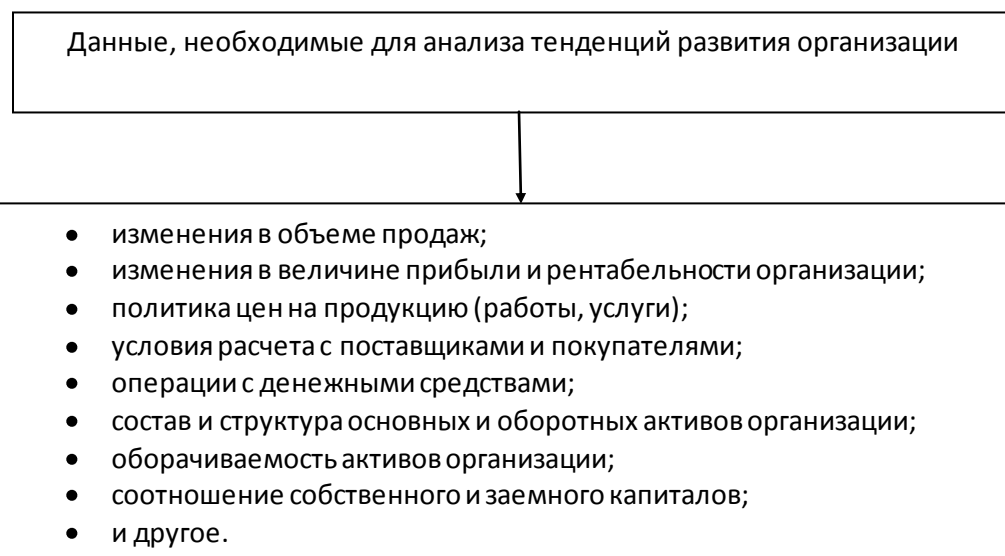 Данные, необходимые для анализа тенденций развития организации
• изменения в объеме продаж;
• изменения в величине прибыли и рентабельности организации;
• политика цен на продукцию (работы, услуги);
• условия расчета с поставщиками и покупателями;
• операции с денежными средствами;
• состав и структура основных и оборотных активов организации;
• оборачиваемость активов организации;
• соотношение собственного и заемного капиталов;
• и другое.